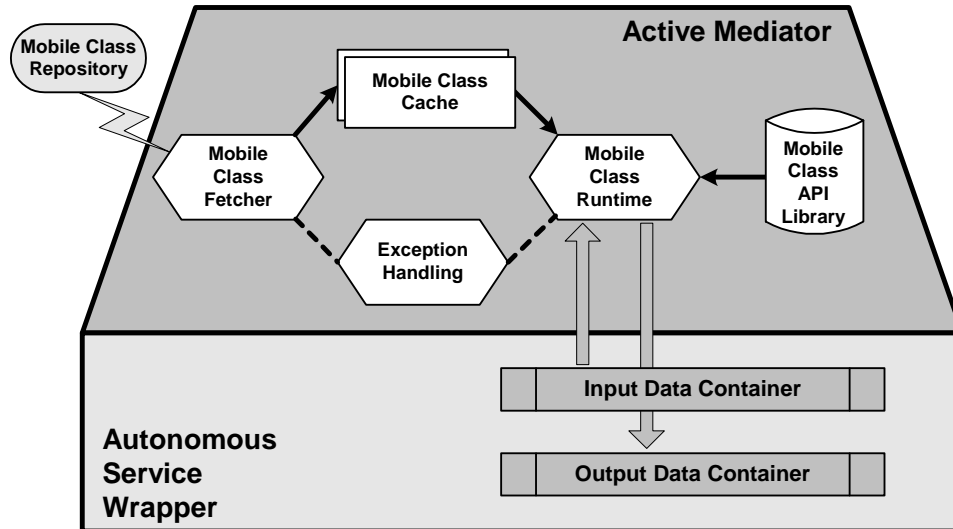 Active Mediator
Mobile Class
Repository
Mobile Class
Cache
Mobile
Class
Fetcher
Mobile
Class
Runtime
Mobile
Class
API
Library
Exception
Handling
Input Data Container
Autonomous
Service
Wrapper
Output Data Container